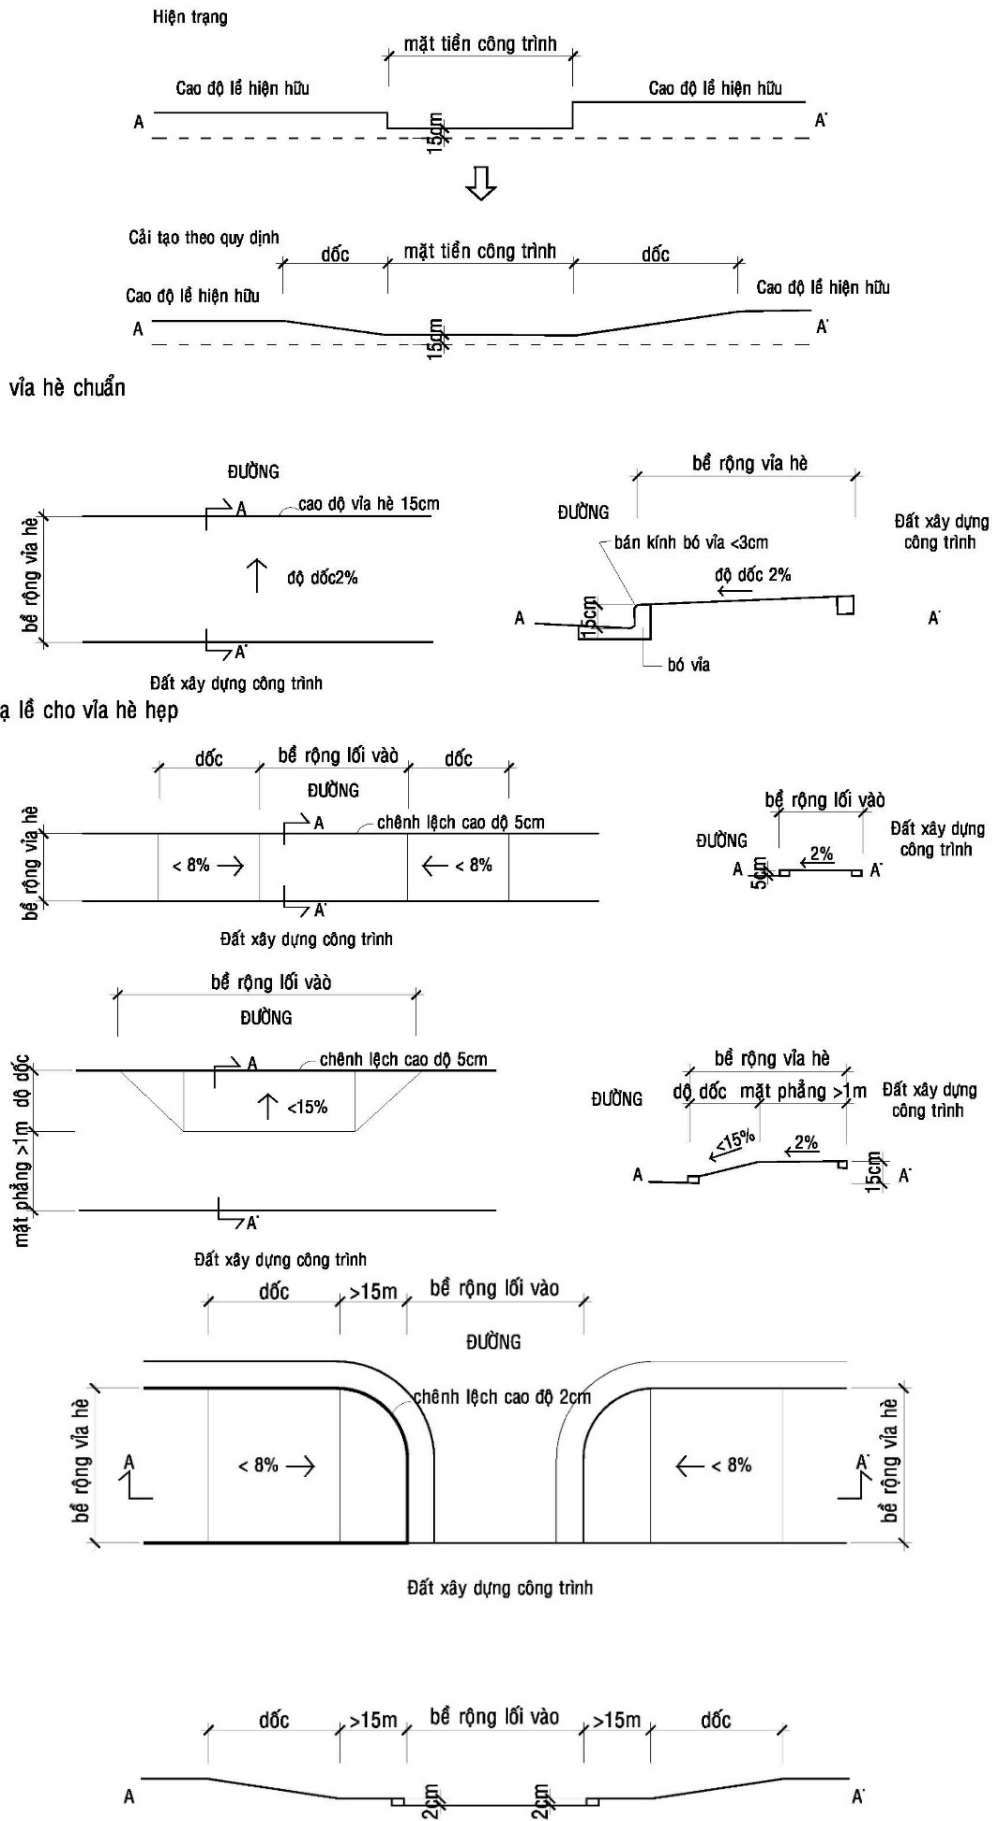 Hiện trạng
mặt tiền công trình
Cao độ lề hiện hữu
Cao độ lề hiện hữu
A
A'
15cm
Cải tạo theo quy dịnh
dốc
mặt tiền công trình
dốc
Cao độ lề hiện hữu
Cao độ lề hiện hữu
A
A'
15cm
vỉa hè chuẩn
ĐƯỜNG
A
cao dộ vỉa hè 15cm
bề rộng vỉa hè
độ dốc2%
A'
Đất xây dựng công trình
bề rộng vỉa hè
ĐƯỜNG
Đất xây dựng
công trình
bán kính bó vỉa <3cm
độ dốc 2%
A
15cm
A'
bó vỉa
ạ lề cho vỉa hè hẹp
dốc
bề rộng lối vàò
dốc
ĐƯỜNG
A
chênh lệch cao dộ 5cm
bề rộng vỉa hè
< 8%
< 8%
A'
Đất xây dựng công trình
bề rộng lối vàò
ĐƯỜNG
Đất xây dựng
công trình
2%
A
5cm
A'
bề rộng lối vàò
ĐƯỜNG
A
chênh lệch cao dộ 5cm
dộ dốc
<15%
mặt phẳng >1m
A'
Đất xây dựng công trình
bề rộng vỉa hè
ĐƯỜNG
dộ dốc
mặt phẳng >1m
Đất xây dựng
công trình
<15%
2%
A
15cm
A'
dốc
>15m
bề rộng lối vào
ĐƯỜNG
chênh lệch cao độ 2cm
bề rộng vỉa hè
A
< 8%
< 8%
A'
bề rộng vỉa hè
Đất xây dựng công trình
dốc
>15m
bề rộng lối vào
>15m
dốc
A
2cm
2cm
A'